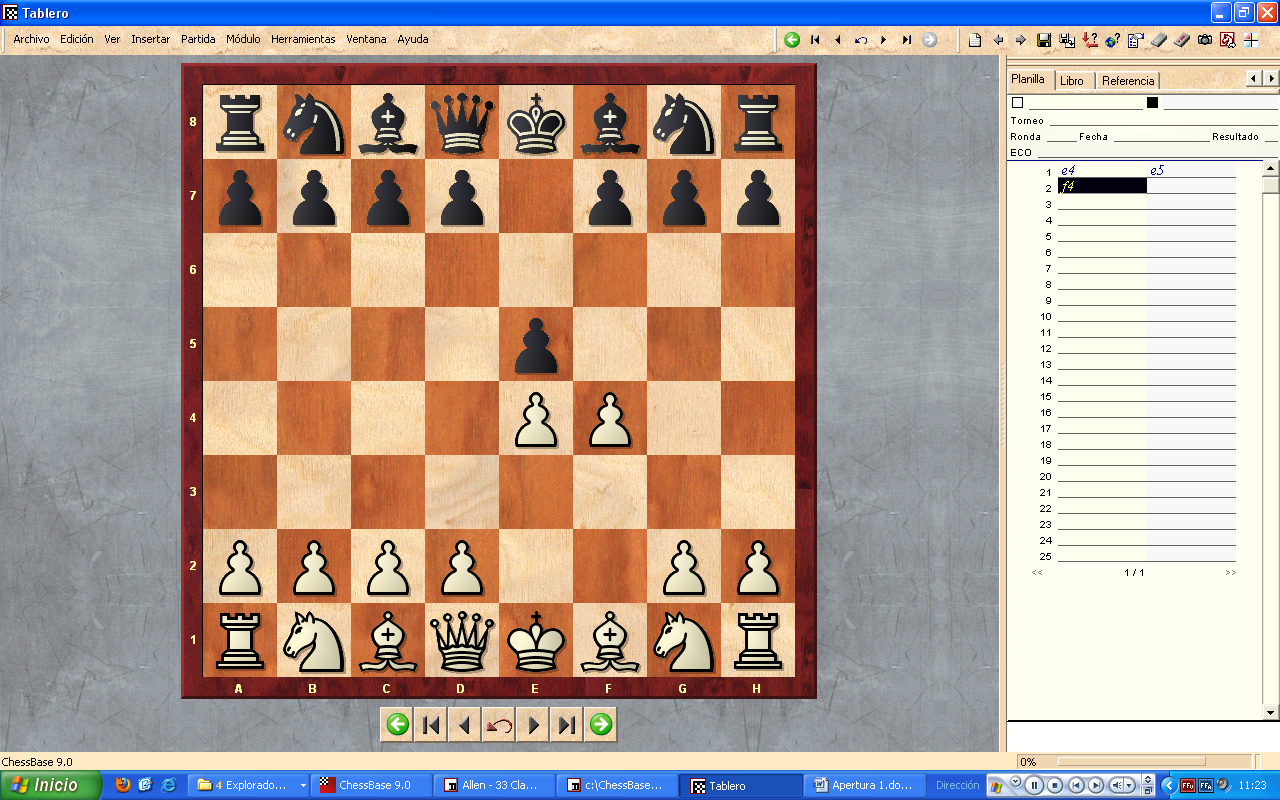 Tablero
Archivo Edición Ver Insertar Partida Módulo Herramientas Ventana Ayuda
Planilla Libro Referencia
Torneo
Ronda Fecha Resultado
ECO
1 e4 e5
2 f4
3
4
5
6
7
8
9
10
11
12
13
14
15
16
17
18
19
20
21
22
23
24
25
<< 1 / 1 >>
8
7
6
5
4
3
2
1
A B C D E F G H
ChessBase 9.0
0%
Inicio
4 Explorado...
ChessBase 9.0
Allen - 33 Cla...
c:\ChessBase...
Tablero
Apertura 1.do...
Dirección
11:23